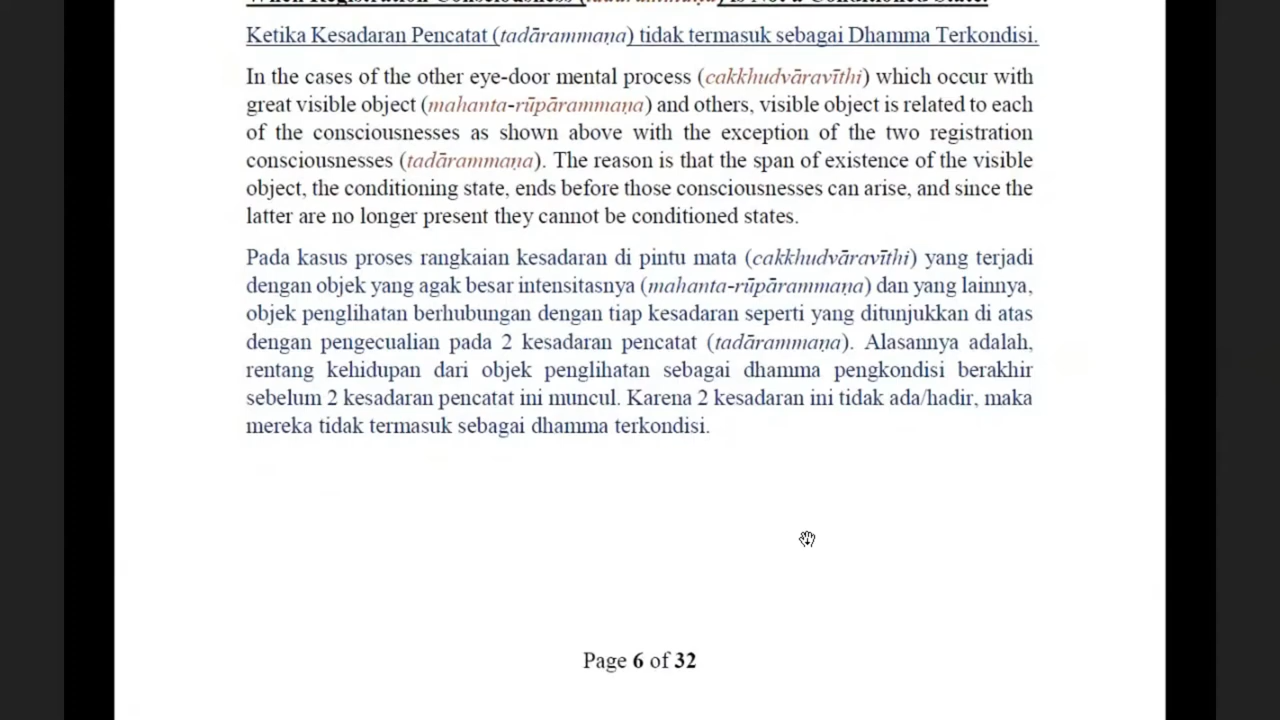 When Registration Consciousness (tadārammaṇa) is Not a Conditioned State.
Ketika Kesadaran Pencatat (tadārammaṇa) tidak termasuk sebagai Dhamma Terkondisi.
In the cases of the other eye-door mental process (cakkhudvāravīthi) which occur with
great visible object (mahanta-rūpārammaṇa) and others, visible object is related to each
of the consciousnesses as shown above with the exception of the two registration
consciousnesses (tadārammaṇa). The reason is that the span of existence of the visible
object, the conditioning state, ends before those consciousnesses can arise, and since the
latter are no longer present they cannot be conditioned states.
Pada kasus proses rangkaian kesadaran di pintu mata (cakkhudvāravīthi) yang terjadi
dengan objek yang agak besar intensitasnya (mahanta-rūpārammaṇa) dan yang lainnya,
objek penglihatan berhubungan dengan tiap kesadaran seperti yang ditunjukkan di atas
dengan pengecualian pada 2 kesadaran pencatat (tadārammaṇa). Alasannya adalah,
rentang kehidupan dari objek penglihatan sebagai dhamma pengkondisi berakhir
sebelum 2 kesadaran pencatat ini muncul. Karena 2 kesadaran ini tidak ada/hadir, maka
mereka tidak termasuk sebagai dhamma terkondisi.
Page 6 of 32